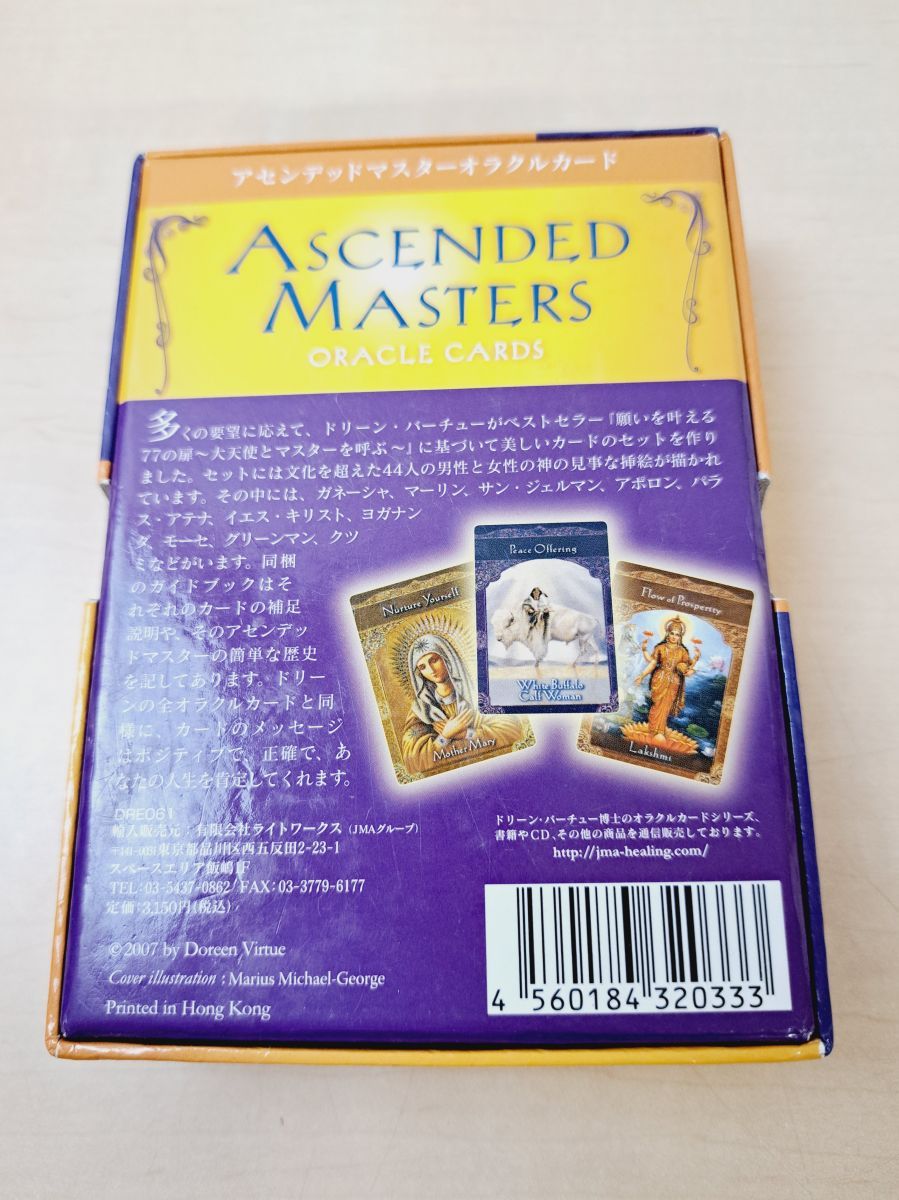 アセンデッドマスターオラクルカード
ASCENDED
MASTERS
ORACLE CARDS
多くの要望に応えて、ドリーン・バーチューがベストセラー「願いを叶える
77の扉〜大天使とマスターを呼ぶ〜」に基づいて美しいカードのセットを作り
ました。セットには文化を超えた44人の男性と女性の神の見事な挿絵が描かれ
ています。その中には、ガネーシャ、マーリン、サン・ジェルマン、アポロン、パラ
ス・アテナ、イエス・キリスト、ヨガナン
ダ、モーセ、グリーンマン、クツ
ミなどがいます。同梱
のガイドブックはそ
れぞれのカードの補足
説明や、そのアセンデッ
ドマスターの簡単な歴史
を記してあります。ドリー
ンの全オラクルカードと同
様に、カードのメッセージ
はポジティブで、正確で、あ
なたの人生を肯定してくれます。
Nurture Yourself
Mother Mary
Peace Offering
White Buffalo
Calf Woman
Flow of Prosperity
Lakshmi
DRE061
輸入販売元：有限会社ライトワークス（JMAグループ）
〒141-0031東京都品川区西五反田2-23-1
スペースエリア飯嶋1F
TEL:03-5437-0862/FAX:03-3779-6177
定価：3,150円（税込）
ドリーン・バーチュー博士のオラクルカードシリーズ、
書籍やCD、その他の商品を通信販売しております。
http://jma-healing.com/
© 2007 by Doreen Virtue
Cover illustration : Marius Michael-George
Printed in Hong Kong
4 560184 320333